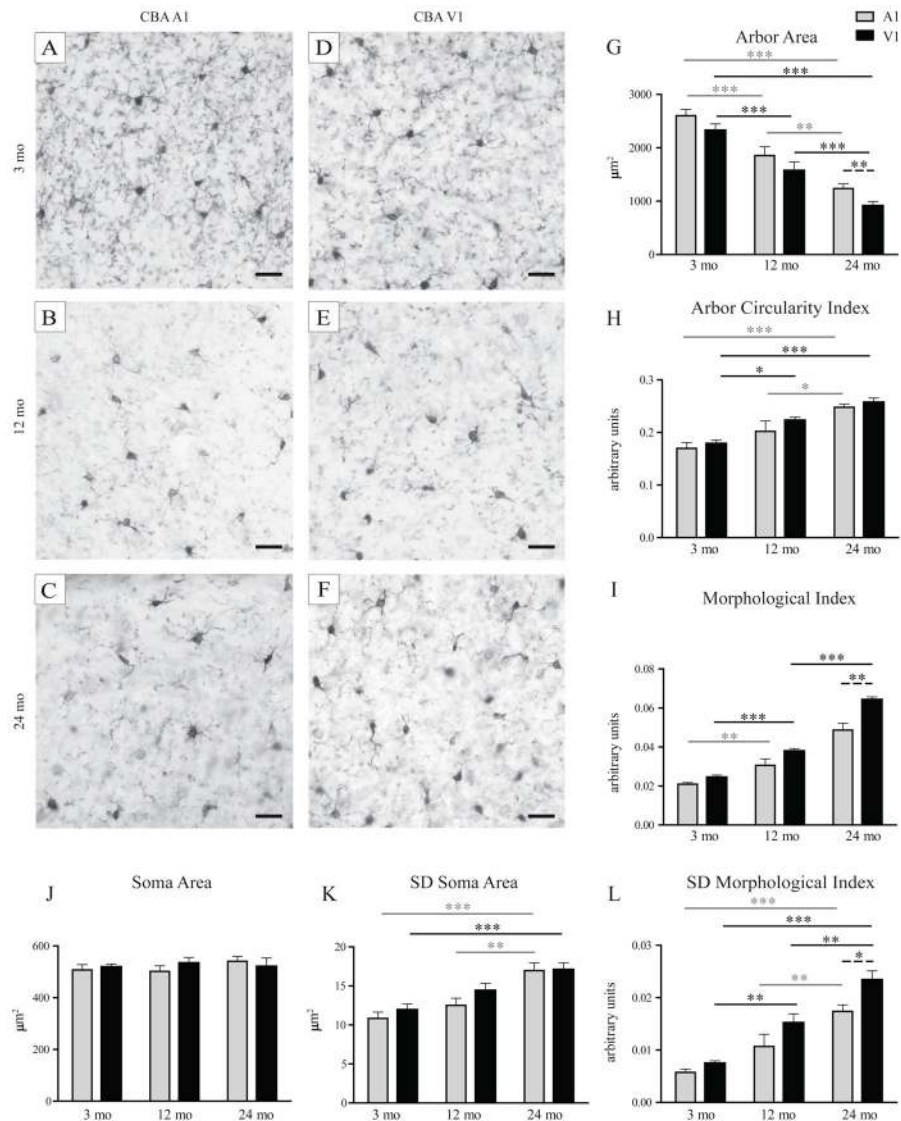 CBA A1
CBA V1
A1
V1
3 mo
12 mo
24 mo
A
D
B
E
C
F
G
Arbor Area
***
***
***
***
**
***
**
3000
2000
1000
0
µm²
3 mo
12 mo
24 mo
H
Arbor Circularity Index
***
***
*
*
0.3
0.2
0.1
0.0
arbitrary units
3 mo
12 mo
24 mo
I
Morphological Index
***
**
***
**
0.08
0.06
0.04
0.02
0.00
arbitrary units
3 mo
12 mo
24 mo
J
Soma Area
600
400
200
0
µm²
3 mo
12 mo
24 mo
K
SD Soma Area
***
***
**
20
15
10
5
0
µm²
3 mo
12 mo
24 mo
L
SD Morphological Index
***
***
**
*
**
**
0.03
0.02
0.01
0.00
arbitrary units
3 mo
12 mo
24 mo